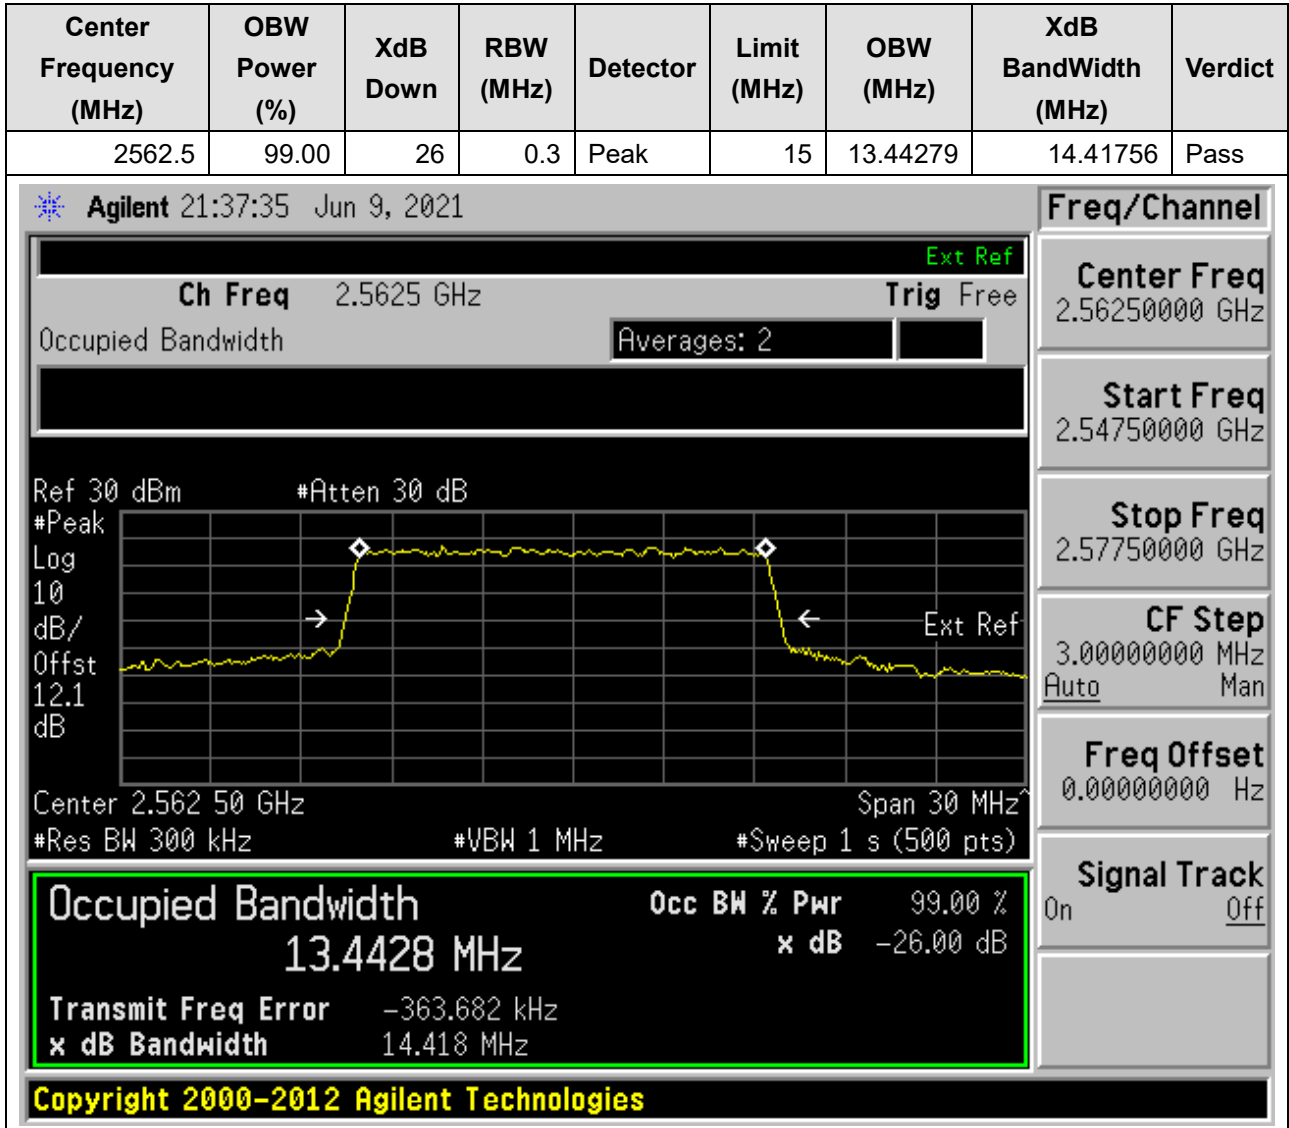 Center Frequency (MHz) OBW Power (%) XdB Down RBW (MHz) Detector Limit (MHz) OBW (MHz) XdB BandWidth (MHz) Verdict
2562.5 99.00 26 0.3 Peak 15 13.44279 14.41756 Pass
Agilent 21:37:35 Jun 9, 2021
Ext Ref
Ch Freq 2.5625 GHz Trig Free
Occupied Bandwidth Averages: 2
Ref 30 dBm #Atten 30 dB
#Peak
Log
10
dB/
Offst
12.1
dB
Ext Ref
Center 2.562 50 GHz Span 30 MHz^
#Res BW 300 kHz #VBW 1 MHz #Sweep 1 s (500 pts)
Occupied Bandwidth Occ BW % Pwr 99.00 %
13.4428 MHz x dB -26.00 dB
Transmit Freq Error -363.682 kHz
x dB Bandwidth 14.418 MHz
Copyright 2000-2012 Agilent Technologies
Freq/Channel
Center Freq
2.56250000 GHz
Start Freq
2.54750000 GHz
Stop Freq
2.57750000 GHz
CF Step
3.00000000 MHz
Auto Man
Freq Offset
0.00000000 Hz
Signal Track
On Off